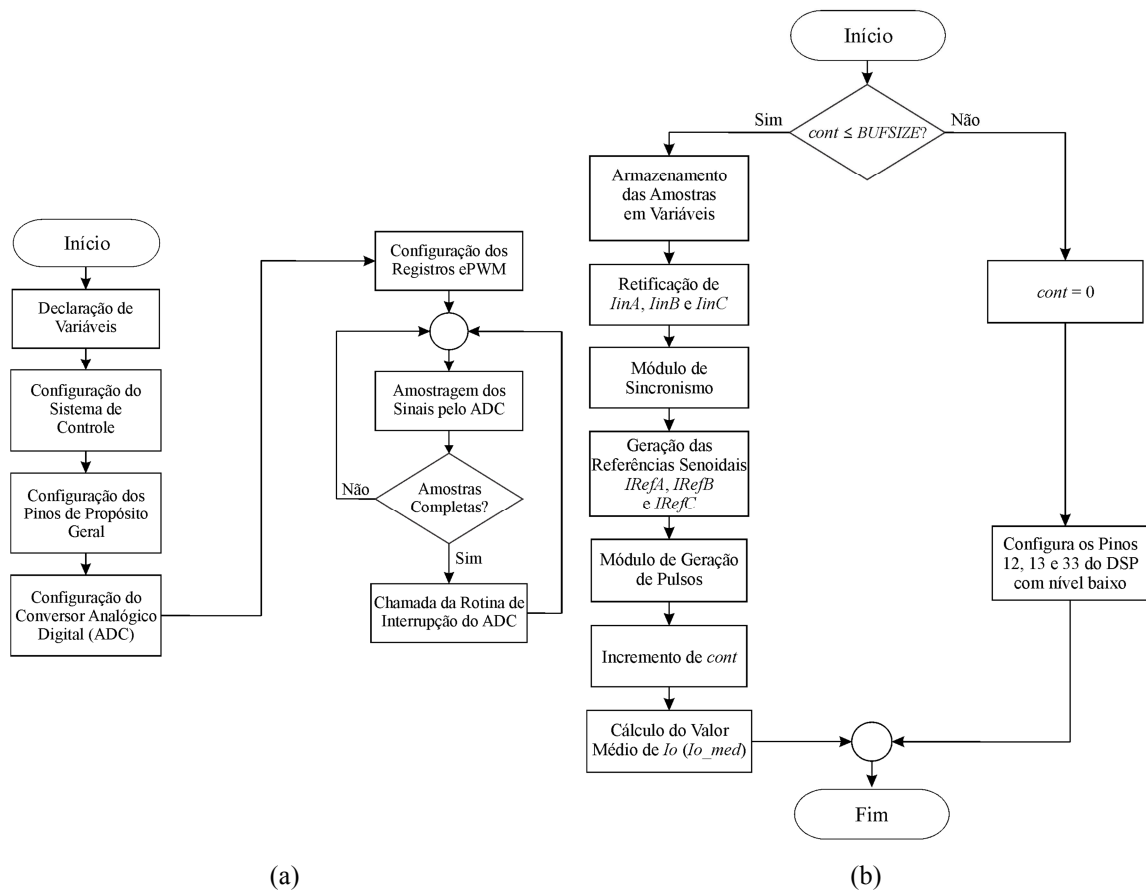 Início
Declaração de
Variáveis
Configuração do
Sistema de
Controle
Configuração dos
Pinos de Propósito
Geral
Configuração do
Conversor Analógico
Digital (ADC)
Configuração dos
Registros ePWM
Amostragem dos
Sinais pelo ADC
Não
Amostras
Completas?
Sim
Chamada da Rotina de
Interrupção do ADC
(a)
Início
Sim
cont ≤ BUFSIZE?
Não
Armazenamento
das Amostras
em Variáveis
Retificação de
IinA, IinB e IinC
Módulo de
Sincronismo
Geração das
Referências Senoidais
IRefA, IRefB
e IRefC
Módulo de Geração
de Pulsos
Incremento de cont
Cálculo do Valor
Médio de Io (Io_med)
cont = 0
Configura os Pinos
12, 13 e 33 do DSP
com nível baixo
Fim
(b)